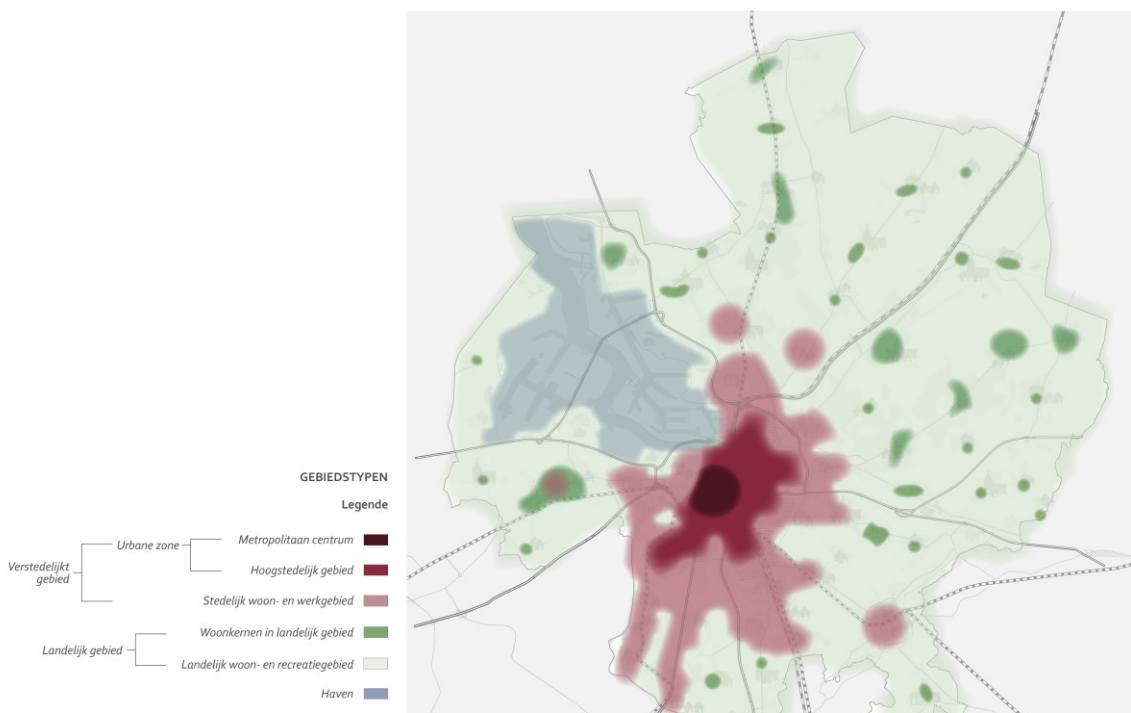 GEBIEDSTYPEN
Legende
Verstedelijkt
gebied
Urbane zone
Metropolitaan centrum
Hoogstedelijk gebied
Stedelijk woon- en werkgebied
Landelijk gebied
Woonkernen in landelijk gebied
Landelijk woon- en recreatiegebied
Haven